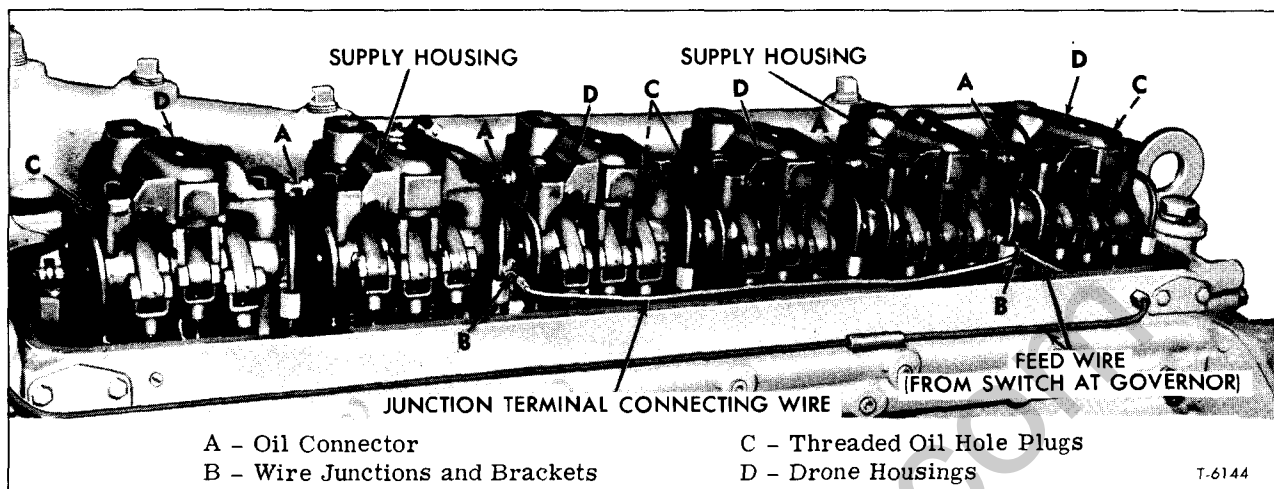 SUPPLY HOUSING
SUPPLY HOUSING
A
D
C
D
C
D
D
A
A
A
C
B
B
FEED WIRE
(FROM SWITCH AT GOVERNOR)
JUNCTION TERMINAL CONNECTING WIRE
A - Oil Connector
C - Threaded Oil Hole Plugs
B - Wire Junctions and Brackets
D - Drone Housings
T-6144
com